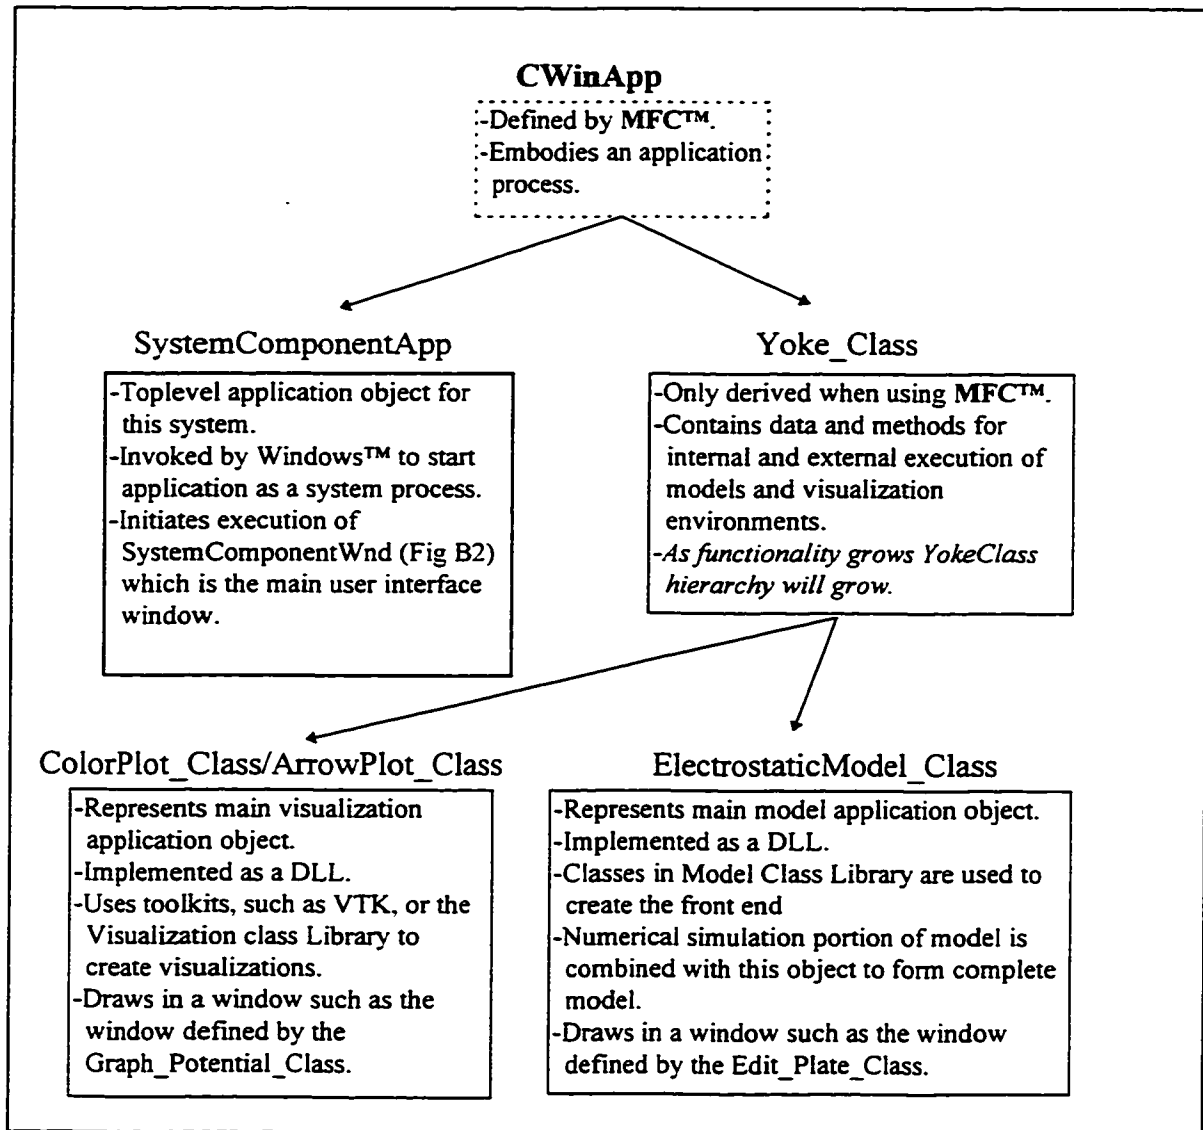 CWinApp
-Defined by MFC™.
-Embodies an application
process.
SystemComponentApp
-Toplevel application object for
this system.
-Invoked by Windows™ to start
application as a system process.
-Initiates execution of
SystemComponentWnd (Fig B2)
which is the main user interface
window.
Yoke_Class
-Only derived when using MFC™.
-Contains data and methods for
internal and external execution of
models and visualization
environments.
-As functionality grows YokeClass
hierarchy will grow.
ColorPlot_Class/ArrowPlot_Class
-Represents main visualization
application object.
-Implemented as a DLL.
-Uses toolkits, such as VTK, or the
Visualization class Library to
create visualizations.
-Draws in a window such as the
window defined by the
Graph_Potential_Class.
ElectrostaticModel_Class
-Represents main model application object.
-Implemented as a DLL.
-Classes in Model Class Library are used to
create the front end
-Numerical simulation portion of model is
combined with this object to form complete
model.
-Draws in a window such as the window
defined by the Edit_Plate_Class.